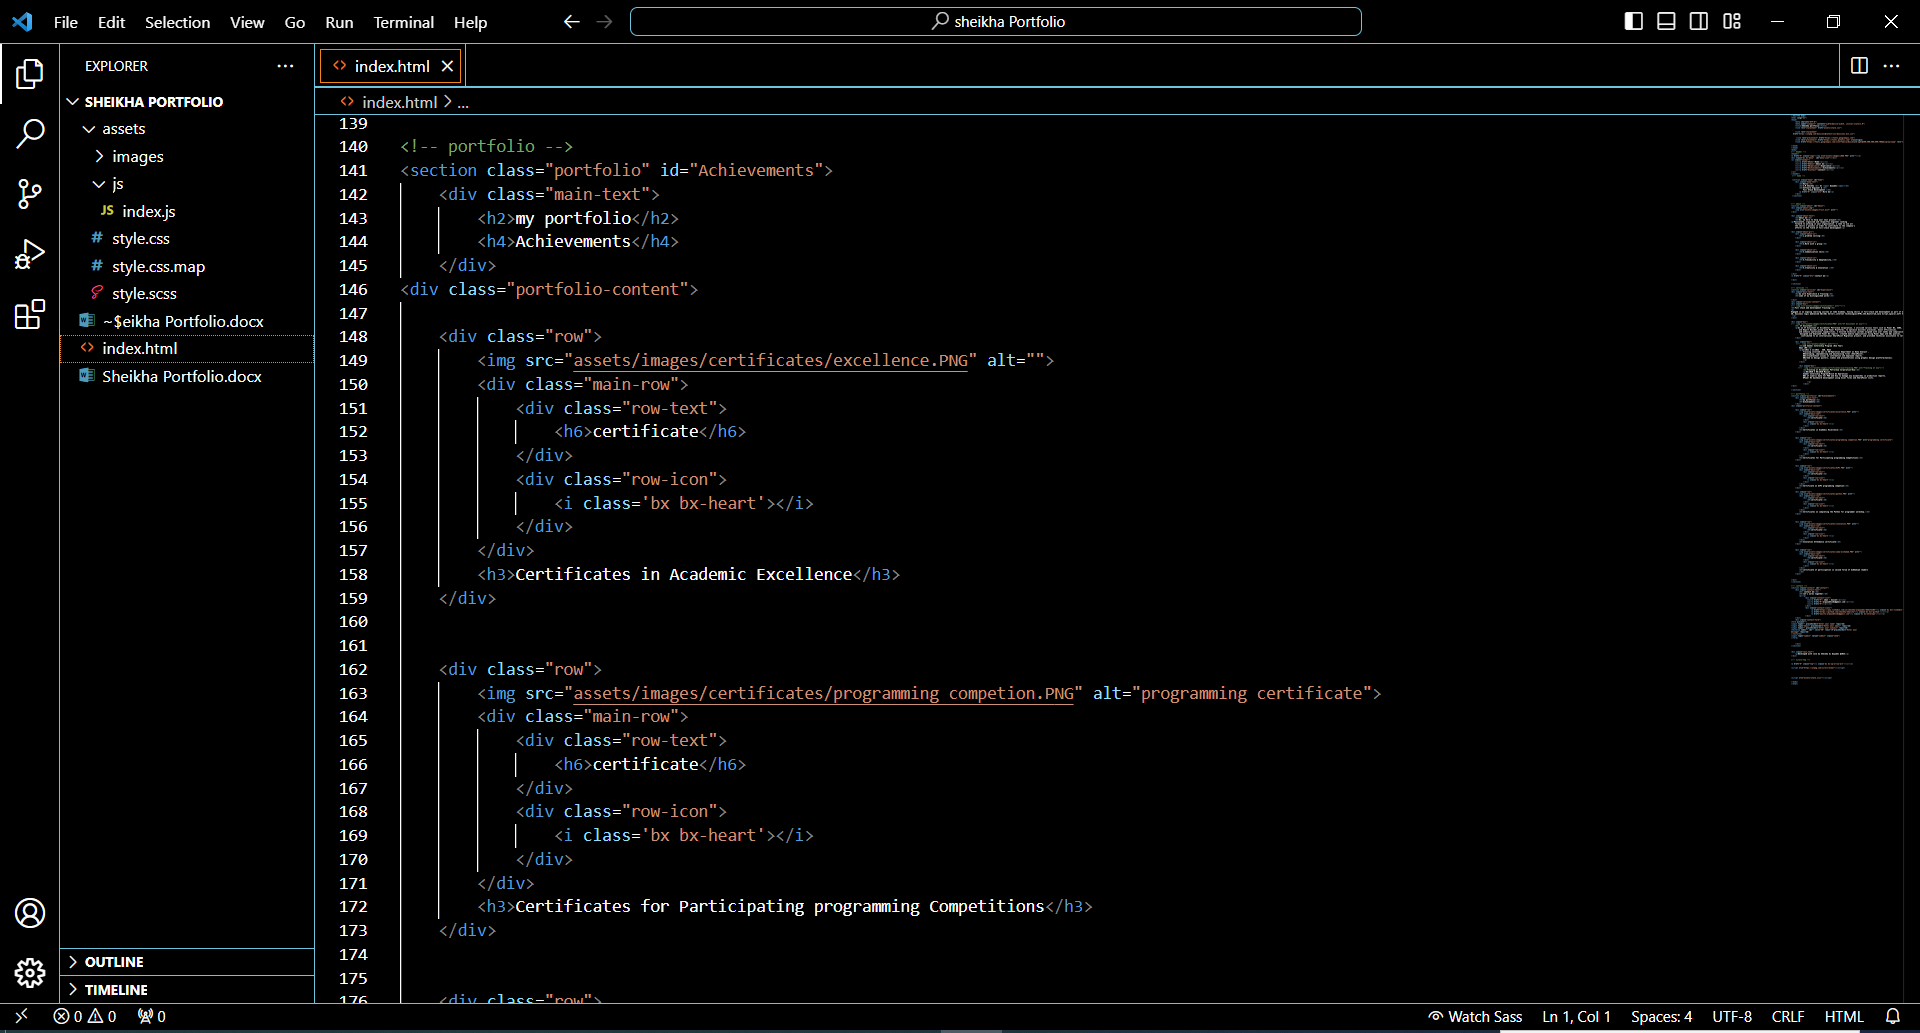 File Edit Selection View Go Run Terminal Help
sheikha Portfolio
EXPLORER
SHEIKHA PORTFOLIO
assets
images
js
JS index.js
# style.css
# style.css.map
style.scss
~$eikha Portfolio.docx
<> index.html
Sheikha Portfolio.docx
OUTLINE
TIMELINE
<> index.html
<> index.html > ...
139
140 <!-- portfolio -->
141 <section class="portfolio" id="Achievements">
142 <div class="main-text">
143 <h2>my portfolio</h2>
144 <h4>Achievements</h4>
145 </div>
146 <div class="portfolio-content">
147
148 <div class="row">
149 <img src="assets/images/certificates/excellence.PNG" alt="">
150 <div class="main-row">
151 <div class="row-text">
152 <h6>certificate</h6>
153 </div>
154 <div class="row-icon">
155 <i class='bx bx-heart'></i>
156 </div>
157 </div>
158 <h3>Certificates in Academic Excellence</h3>
159 </div>
160
161
162 <div class="row">
163 <img src="assets/images/certificates/programming competion.PNG" alt="programming certificate">
164 <div class="main-row">
165 <div class="row-text">
166 <h6>certificate</h6>
167 </div>
168 <div class="row-icon">
169 <i class='bx bx-heart'></i>
170 </div>
171 </div>
172 <h3>Certificates for Participating programming Competitions</h3>
173 </div>
174
175
176 <div class="row">
0 0 0
Watch Sass Ln 1, Col 1 Spaces: 4 UTF-8 CRLF HTML